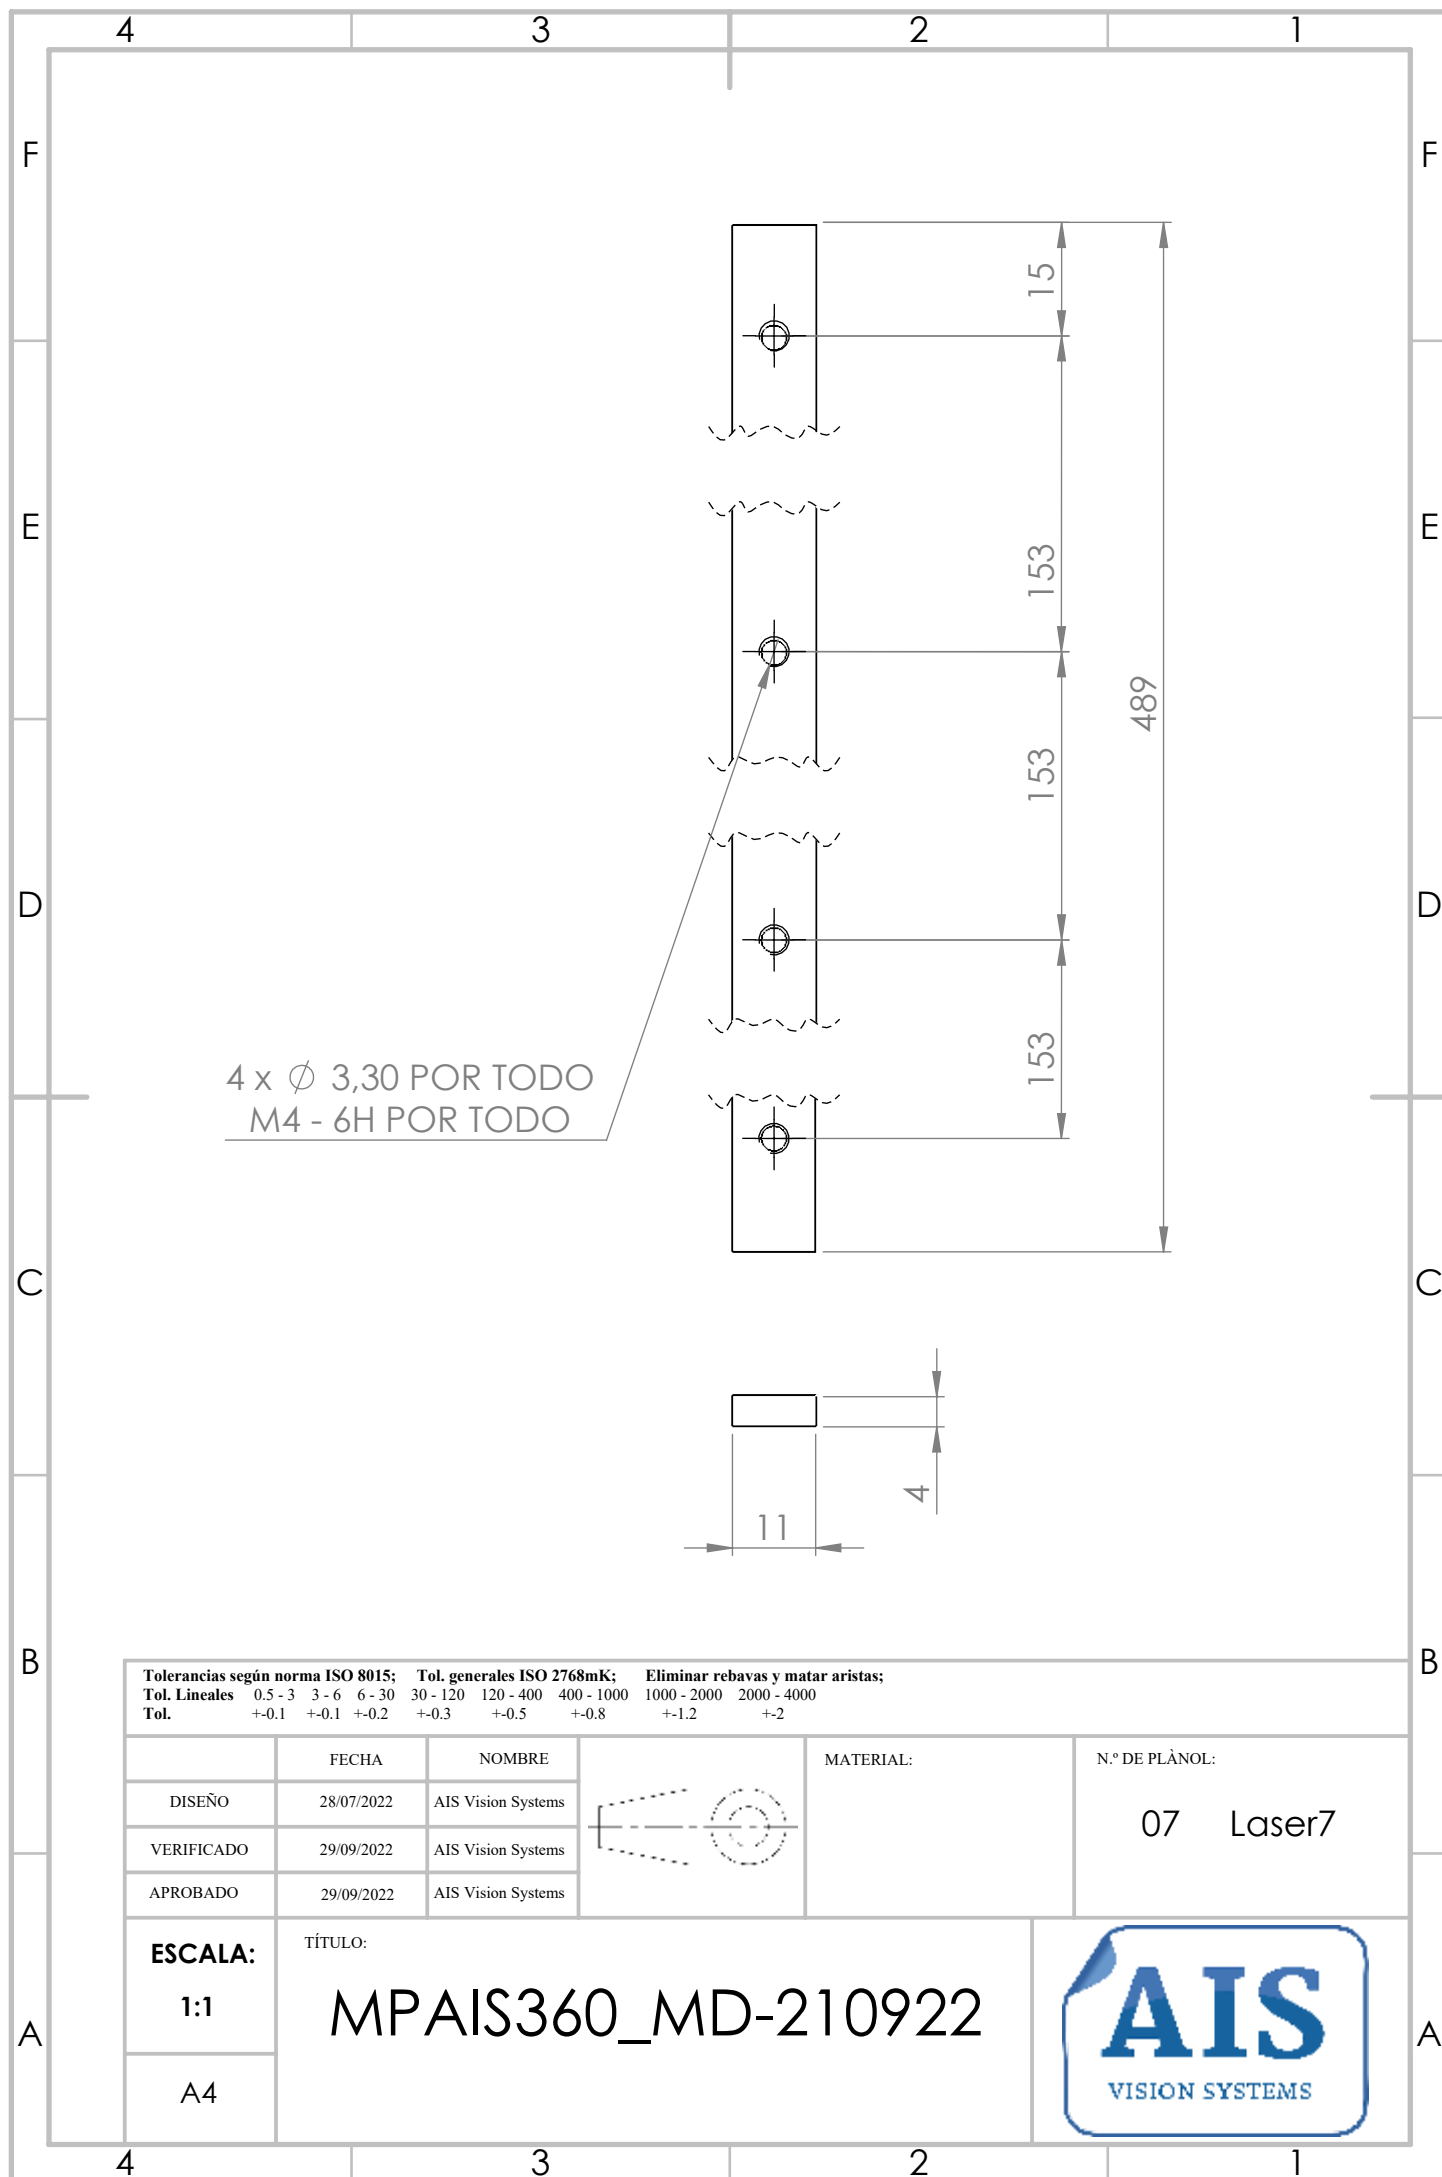 4 3 2 1
F F
15
E E
153
489
153
D D
153
4 x ∅ 3,30 POR TODO
M4 - 6H POR TODO
C C
4
11
B B
Tolerancias según norma ISO 8015; Tol. generales ISO 2768mK; Eliminar rebavas y matar aristas;
Tol. Lineales 0.5 - 3 3 - 6 6 - 30 30 - 120 120 - 400 400 - 1000 1000 - 2000 2000 - 4000
Tol. +-0.1 +-0.1 +-0.2 +-0.3 +-0.5 +-0.8 +-1.2 +-2
FECHA NOMBRE MATERIAL: N.º DE PLÀNOL:
DISEÑO 28/07/2022 AIS Vision Systems
07 Laser7
VERIFICADO 29/09/2022 AIS Vision Systems
APROBADO 29/09/2022 AIS Vision Systems
ESCALA: TÍTULO:
1:1 MPAIS360_MD-210922
A A
A4
AIS
VISION SYSTEMS
4 3 2 1